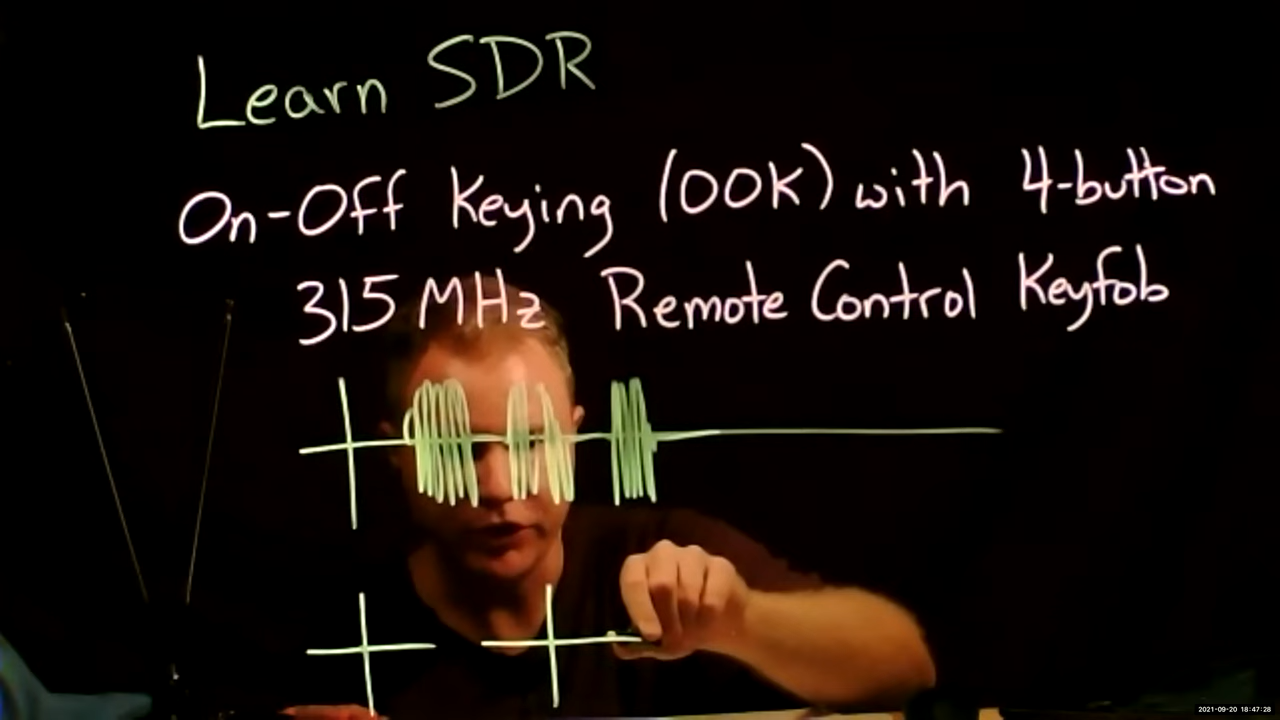 Learn SDR
On-Off Keying (OOK) with 4-button
315 MHz Remote Control Keyfob
2021-09-20 18:47:28